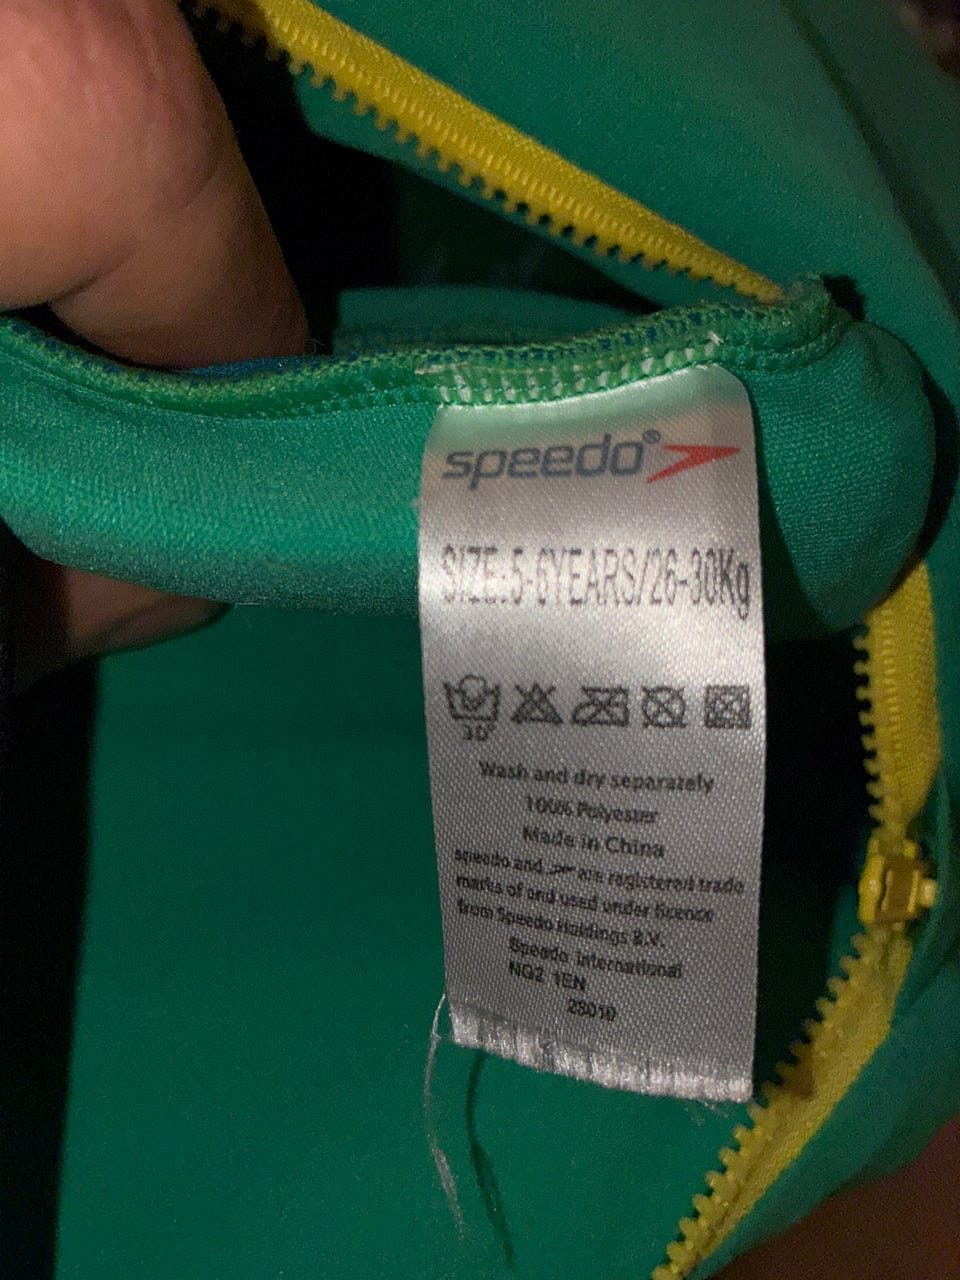 speedo®
SIZE:5-6YEARS/26-30Kg
30°
Wash and dry separately
100% Polyester
Made in China
speedo and are registered trade
marks of and used under licence
from Speedo Holdings B.V.
Speedo International
NG2 1EN
23010